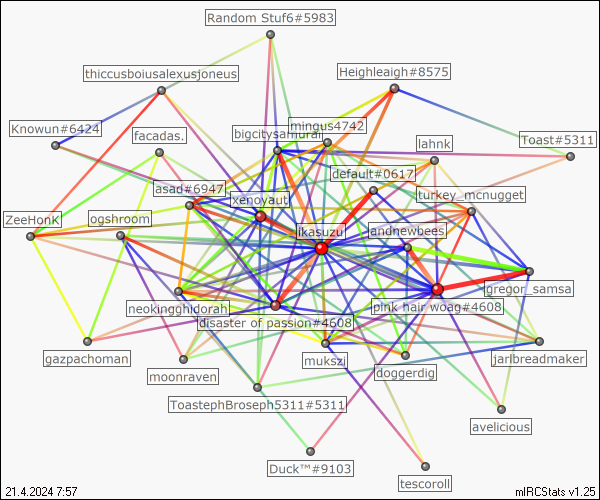 Random Stuf6#5983
thiccusboiusalexusjoneus
Heighleaigh#8575
Knowun#6424
mingus4742
bigcitysamurai
facadas.
Toast#5311
lahnk
default#0617
asad#6947
xenoyauti
turkey_mcnugget
ZeeHonk
ogshroom
ikasuzu
andnewbees
gregor_samsa
neokingghidorah
pink hair woag#4608
disaster of passion#4608
gazpachoman
mukszi
jarlbreadmaker
moonraven
doggerdig
ToastephBroseph5311#5311
avelicious
Duck™#9103
tescoroll
21.4.2024 7:57
mIRCStats v1.25